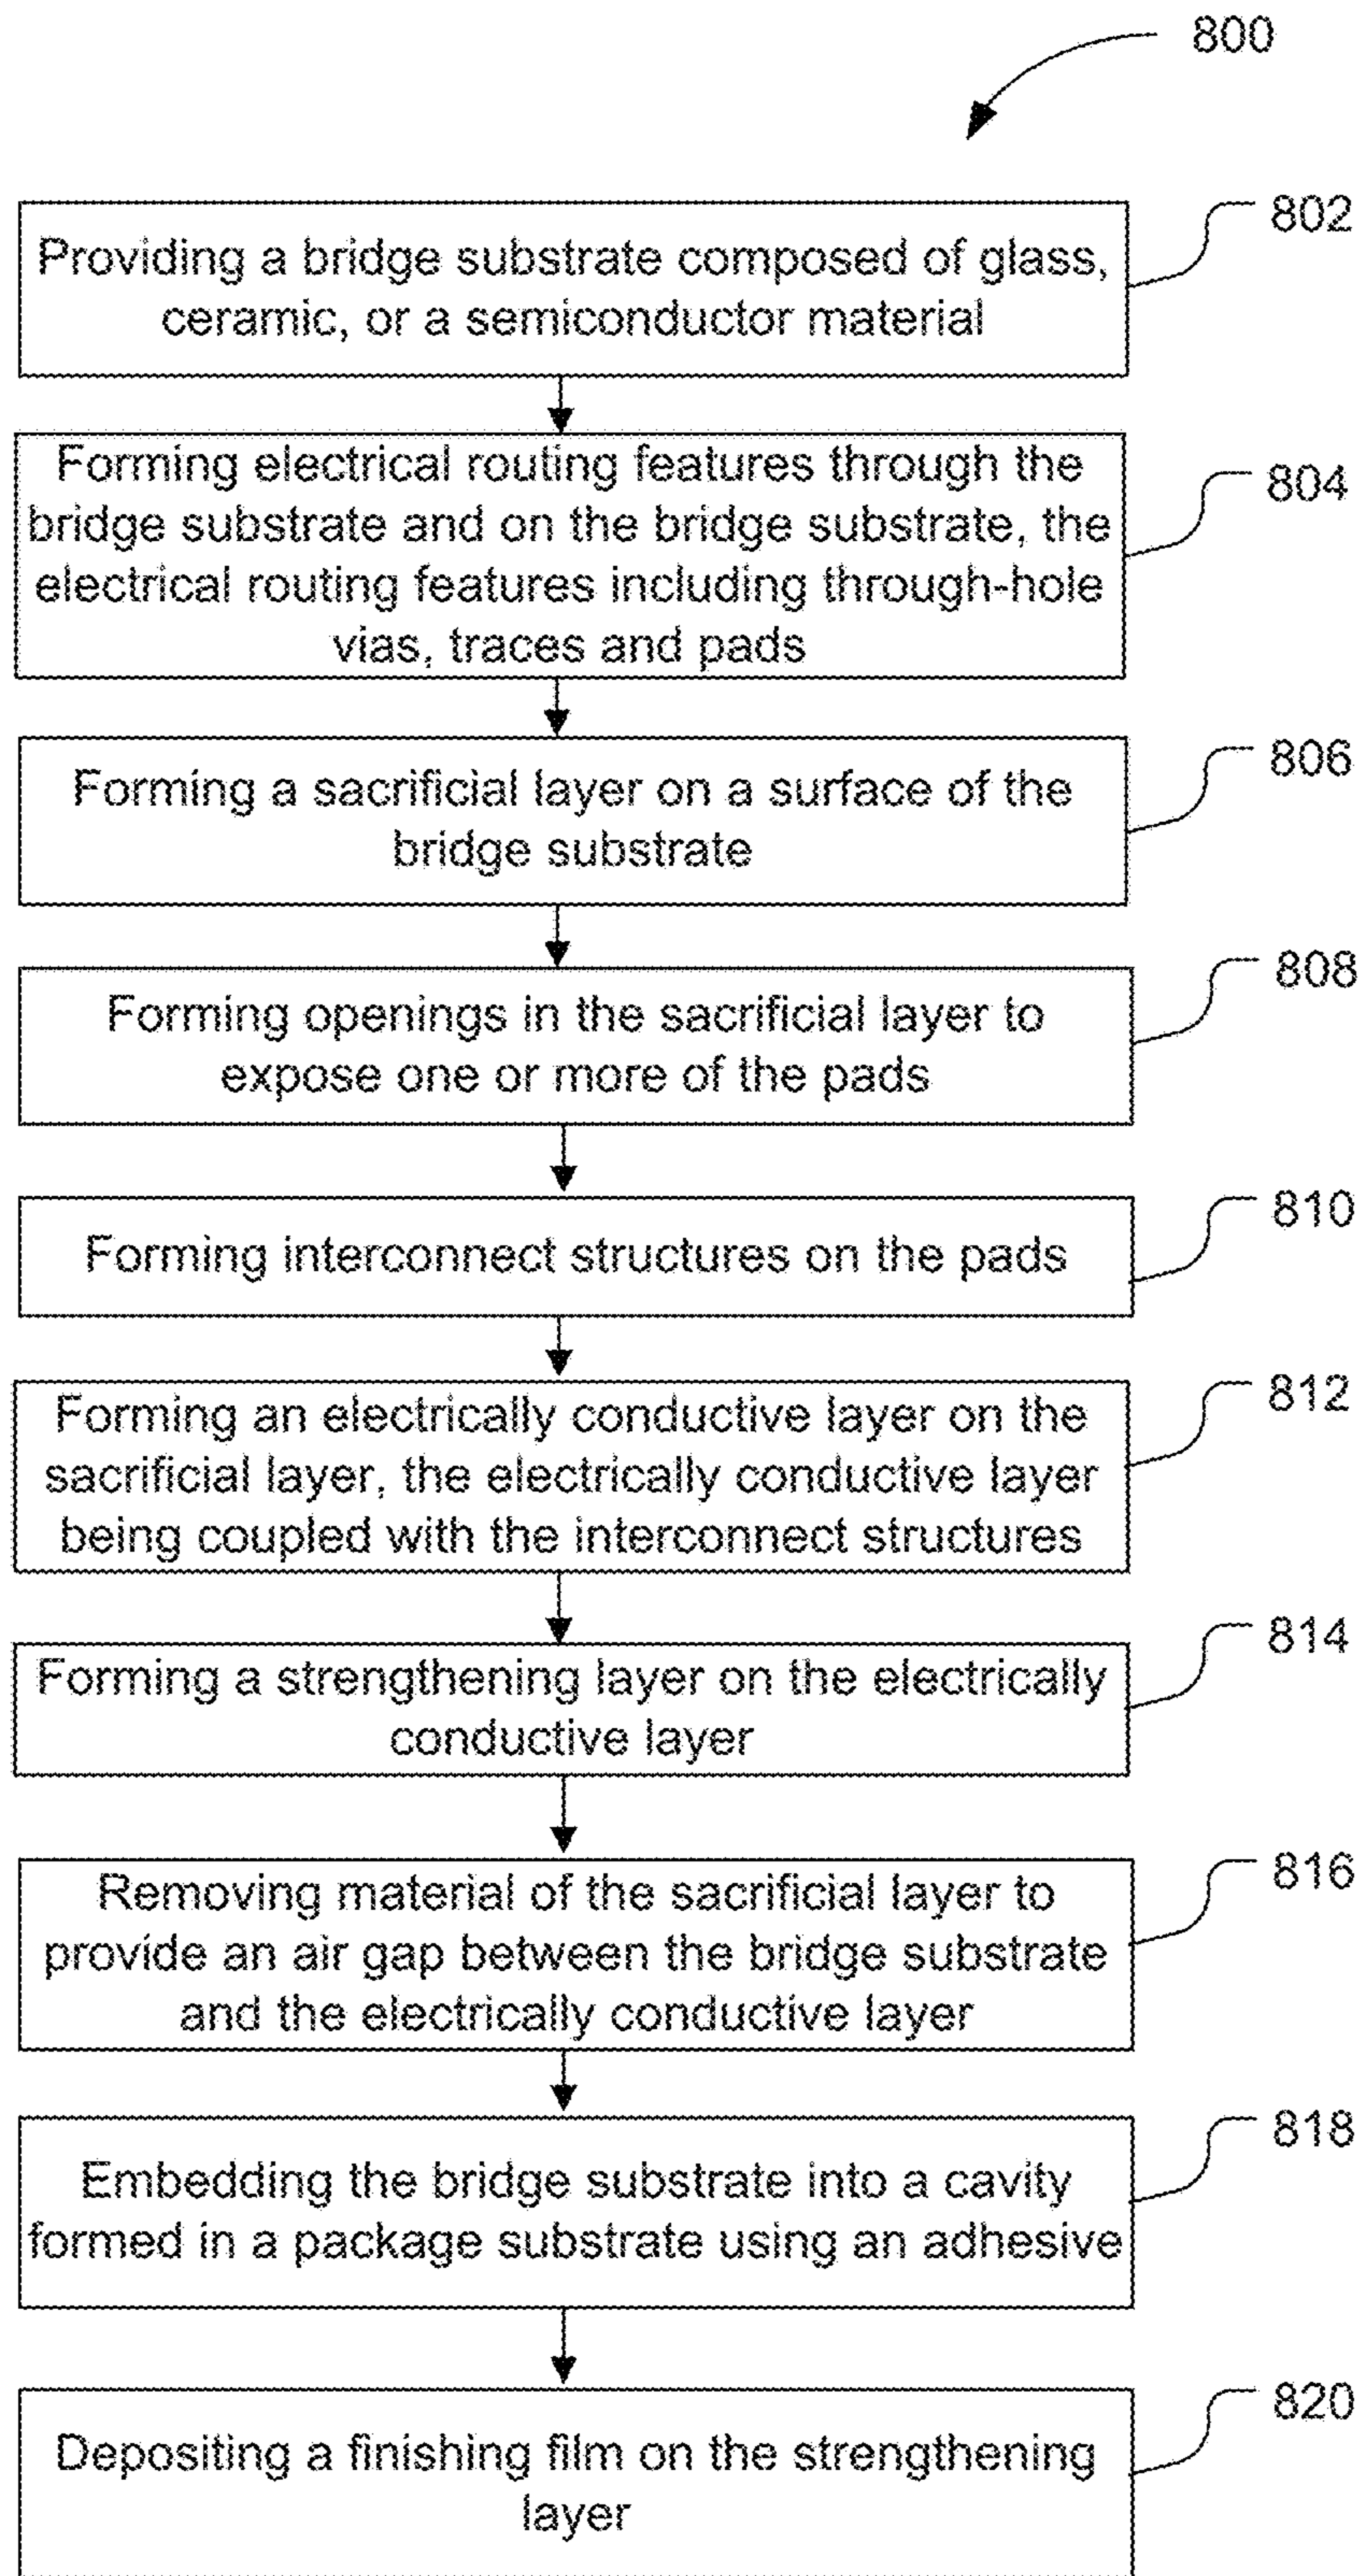 800
802
Providing a bridge substrate composed of glass,
ceramic, or a semiconductor material
804
Forming electrical routing features through the
bridge substrate and on the bridge substrate, the
electrical routing features including through-hole
vias, traces and pads
806
Forming a sacrificial layer on a surface of the
bridge substrate
808
Forming openings in the sacrificial layer to
expose one or more of the pads
810
Forming interconnect structures on the pads
812
Forming an electrically conductive layer on the
sacrificial layer, the electrically conductive layer
being coupled with the interconnect structures
814
Forming a strengthening layer on the electrically
conductive layer
816
Removing material of the sacrificial layer to
provide an air gap between the bridge substrate
and the electrically conductive layer
818
Embedding the bridge substrate into a cavity
formed in a package substrate using an adhesive
820
Depositing a finishing film on the strengthening
layer